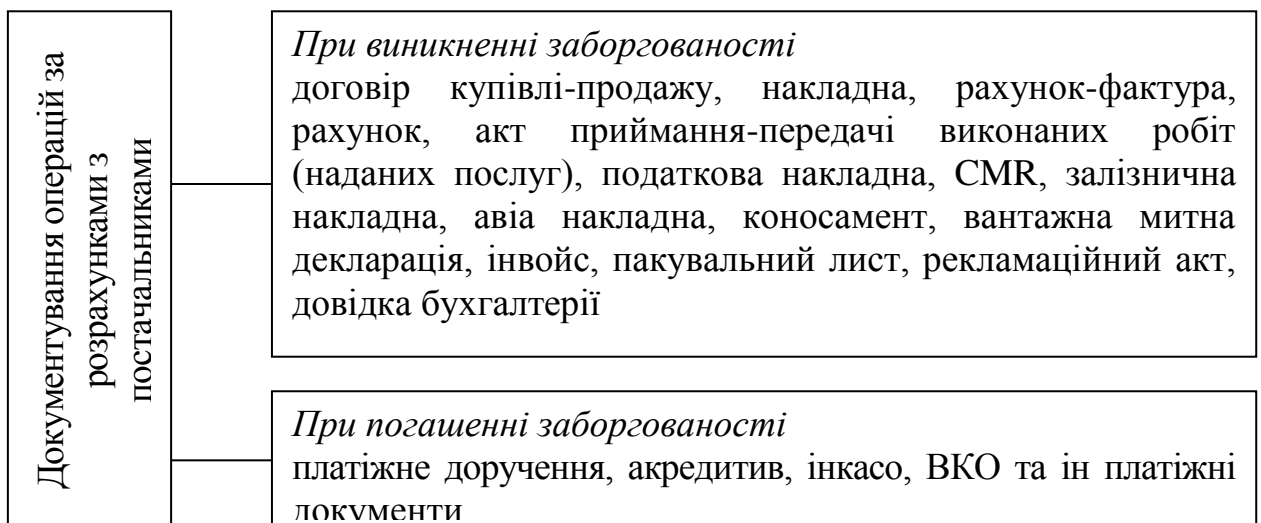 Документування операцій за
розрахунками з
постачальниками
При виникненні заборгованості
договір купівлі-продажу, накладна, рахунок-фактура,
рахунок, акт приймання-передачі виконаних робіт
(наданих послуг), податкова накладна, CMR, залізнична
накладна, авіа накладна, коносамент, вантажна митна
декларація, інвойс, пакувальний лист, рекламаційний акт,
довідка бухгалтерії
При погашенні заборгованості
платіжне доручення, акредитив, інкасо, ВКО та ін платіжні
документи